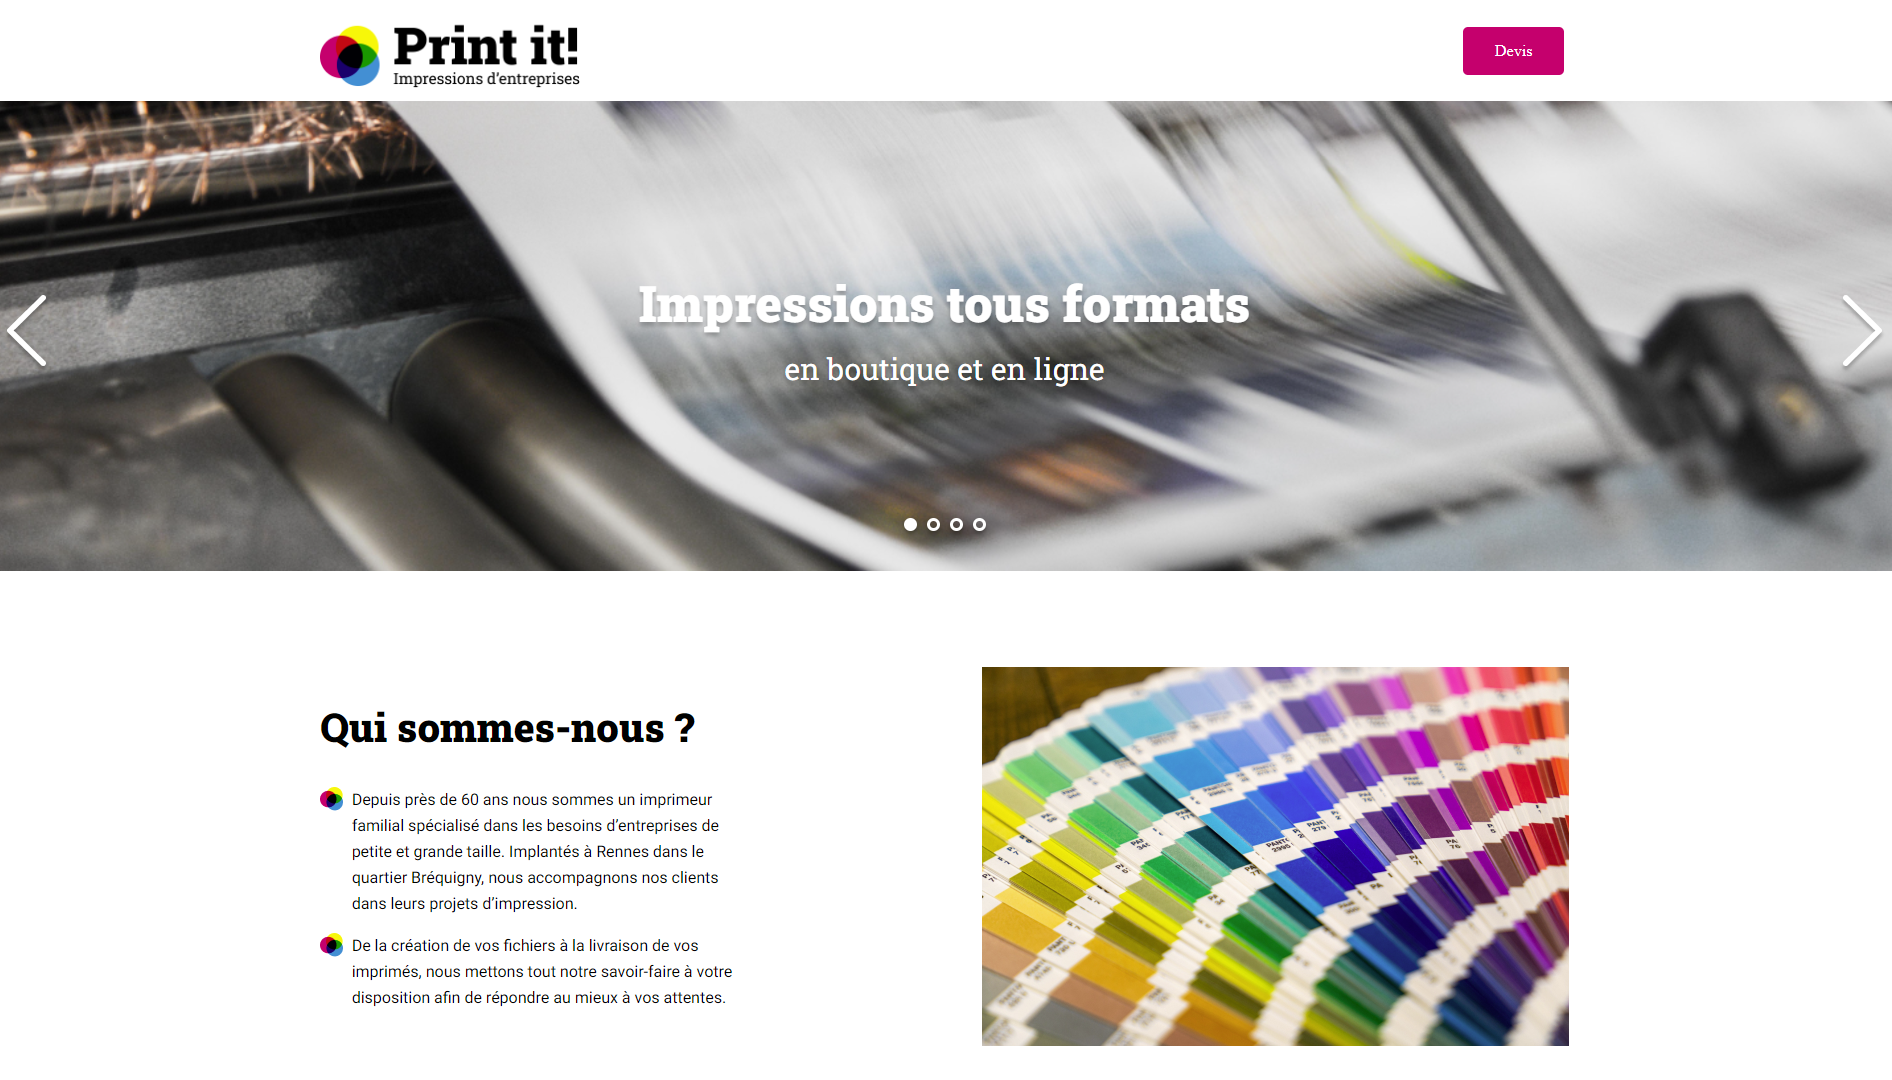 Print it!
Impressions d'entreprises
Devis
Impressions tous formats
en boutique et en ligne
Qui sommes-nous ?
Depuis près de 60 ans nous sommes un imprimeur
familial spécialisé dans les besoins d’entreprises de
petite et grande taille. Implantés à Rennes dans le
quartier Bréquigny, nous accompagnons nos clients
dans leurs projets d’impression.
De la création de vos fichiers à la livraison de vos
imprimés, nous mettons tout notre savoir-faire à votre
disposition afin de répondre au mieux à vos attentes.